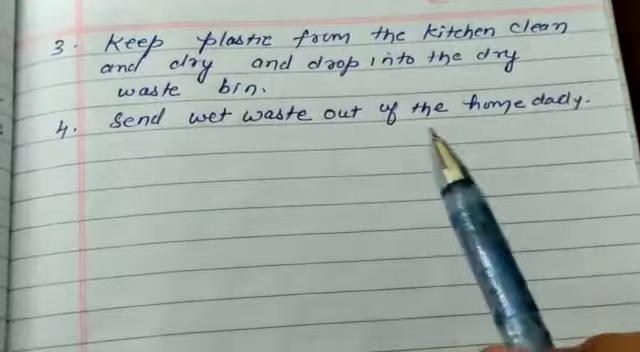 3. Keep plastic from the kitchen clean
and dry and drop into the dry
waste bin.
4. Send wet waste out of the home daily.